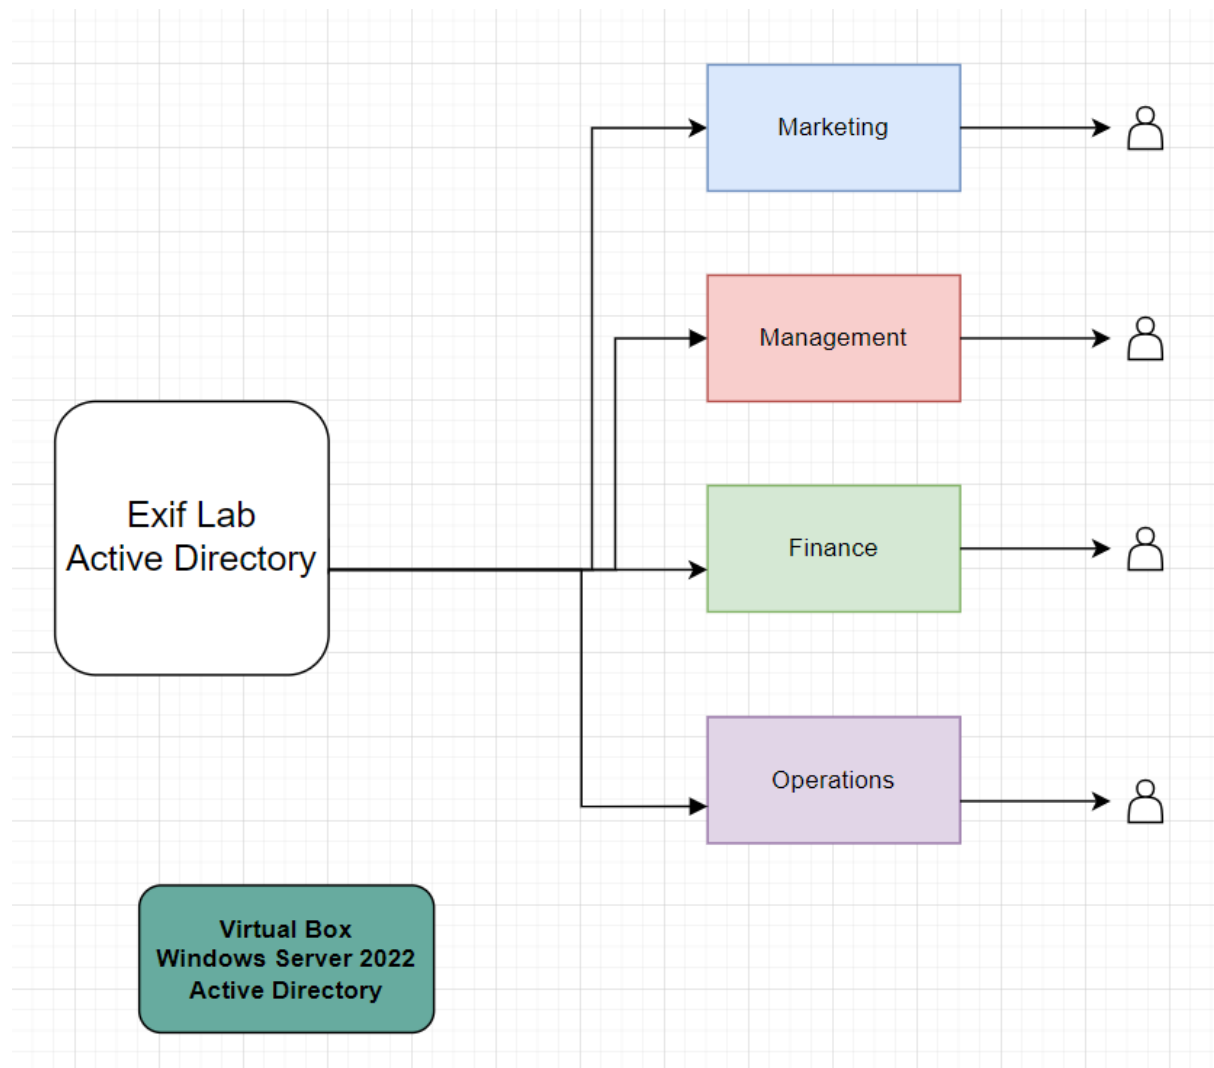 Marketing
Management
Exif Lab
Active Directory
Finance
Operations
Virtual Box
Windows Server 2022
Active Directory